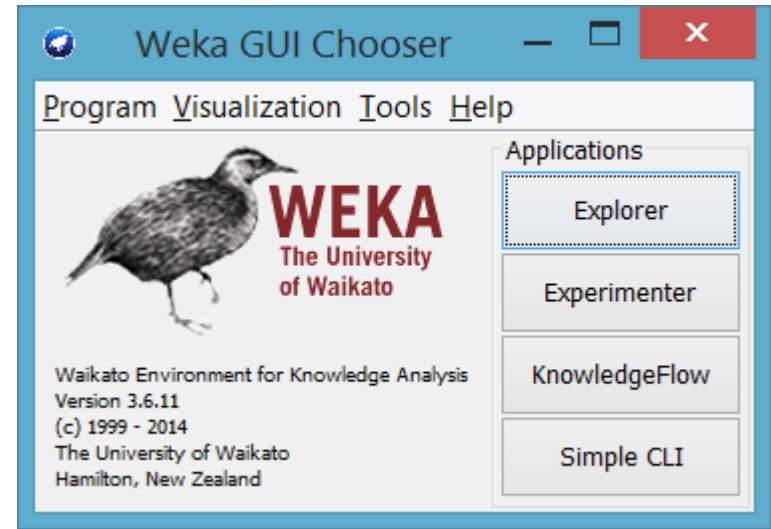 Weka GUI Chooser
Program Visualization Tools Help
WEKA
The University
of Waikato
Waikato Environment for Knowledge Analysis
Version 3.6.11
(c) 1999 - 2014
The University of Waikato
Hamilton, New Zealand
Applications
Explorer
Experimenter
KnowledgeFlow
Simple CLI